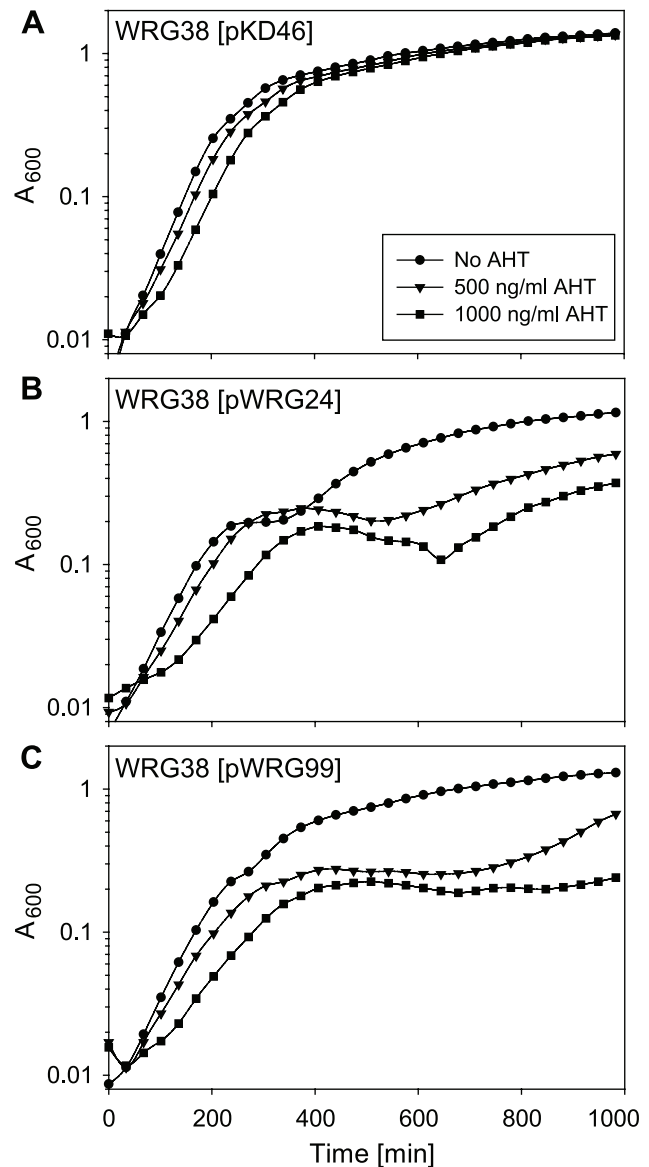 A
WRG38 [pKD46]
1
0.1
0.01
A600
No AHT
500 ng/ml AHT
1000 ng/ml AHT
B
WRG38 [pWRG24]
1
0.1
0.01
A600
C
WRG38 [pWRG99]
1
0.1
0.01
A600
0 200 400 600 800 1000
Time [min]